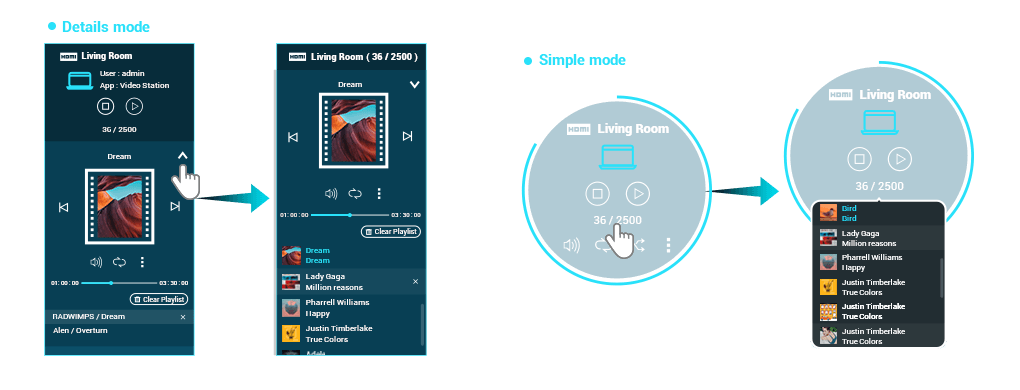 Details mode
HDMI Living Room
User : admin
App : Video Station
36 / 2500
Dream
01: 00 : 00
03 : 30 : 00
Clear Playlist
RADWIMPS / Dream
Alen / Overturn
HDMI Living Room ( 36 / 2500 )
Dream
01: 00 : 00
03 : 30 : 00
Clear Playlist
Dream
Dream
Lady Gaga
Million reasons
Pharrell Williams
Happy
Justin Timberlake
True Colors
Adele
Simple mode
HDMI Living Room
36 / 2500
HDMI Living Room
36 / 2500
Bird
Bird
Lady Gaga
Million reasons
Pharrell Williams
Happy
Justin Timberlake
True Colors
Justin Timberlake
True Colors
Justin Timberlake
True Colors